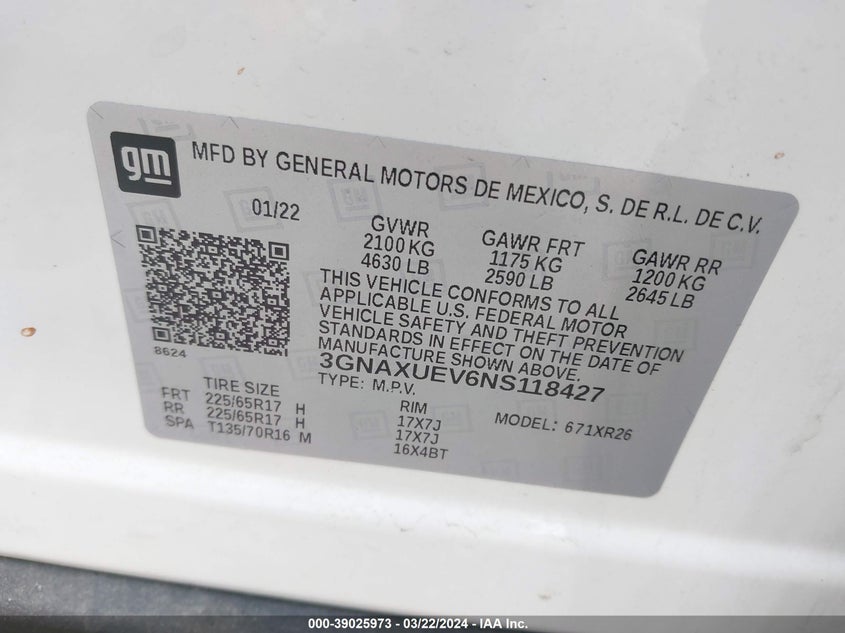 gm
MFD BY GENERAL MOTORS DE MEXICO, S. DE R.L. DE C.V.
01/22
GVWR
2100 KG
4630 LB
GAWR FRT
1175 KG
2590 LB
GAWR RR
1200 KG
2645 LB
THIS VEHICLE CONFORMS TO ALL
APPLICABLE U.S. FEDERAL MOTOR
VEHICLE SAFETY AND THEFT PREVENTION
STANDARDS IN EFFECT ON THE DATE OF
MANUFACTURE SHOWN ABOVE.
8624
3GNAXUEV6NS118427
TYPE: M.P.V.
MODEL: 671XR26
TIRE SIZE RIM
FRT 225/65R17 H 17X7J
RR 225/65R17 H 17X7J
SPA T135/70R16 M 16X4BT
000-39025973 - 03/22/2024 - IAA Inc.